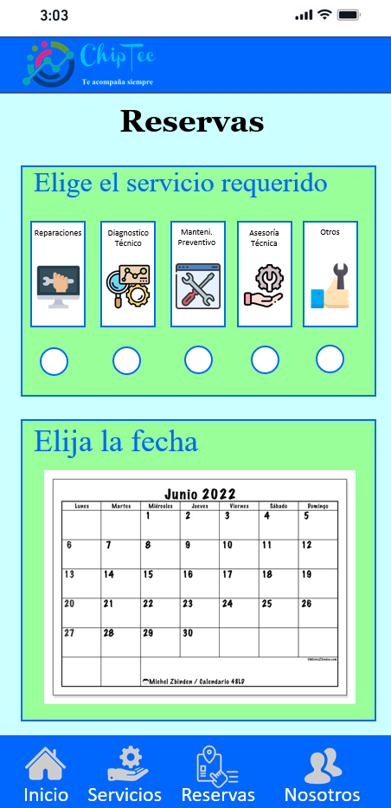 3:03
ChipTec
Te acompaña siempre
Reservas
Elige el servicio requerido
Reparaciones
Diagnostico
Técnico
Manteni.
Preventivo
Asesoría
Técnica
Otros
Elija la fecha
Junio 2022
Lunes Martes Miércoles Jueves Viernes Sábado Domingo
1 2 3 4 5
6 7 8 9 10 11 12
13 14 15 16 17 18 19
20 21 22 23 24 25 26
27 28 29 30
Michel Zbinden / Calendario 48LD
Inicio Servicios Reservas Nosotros